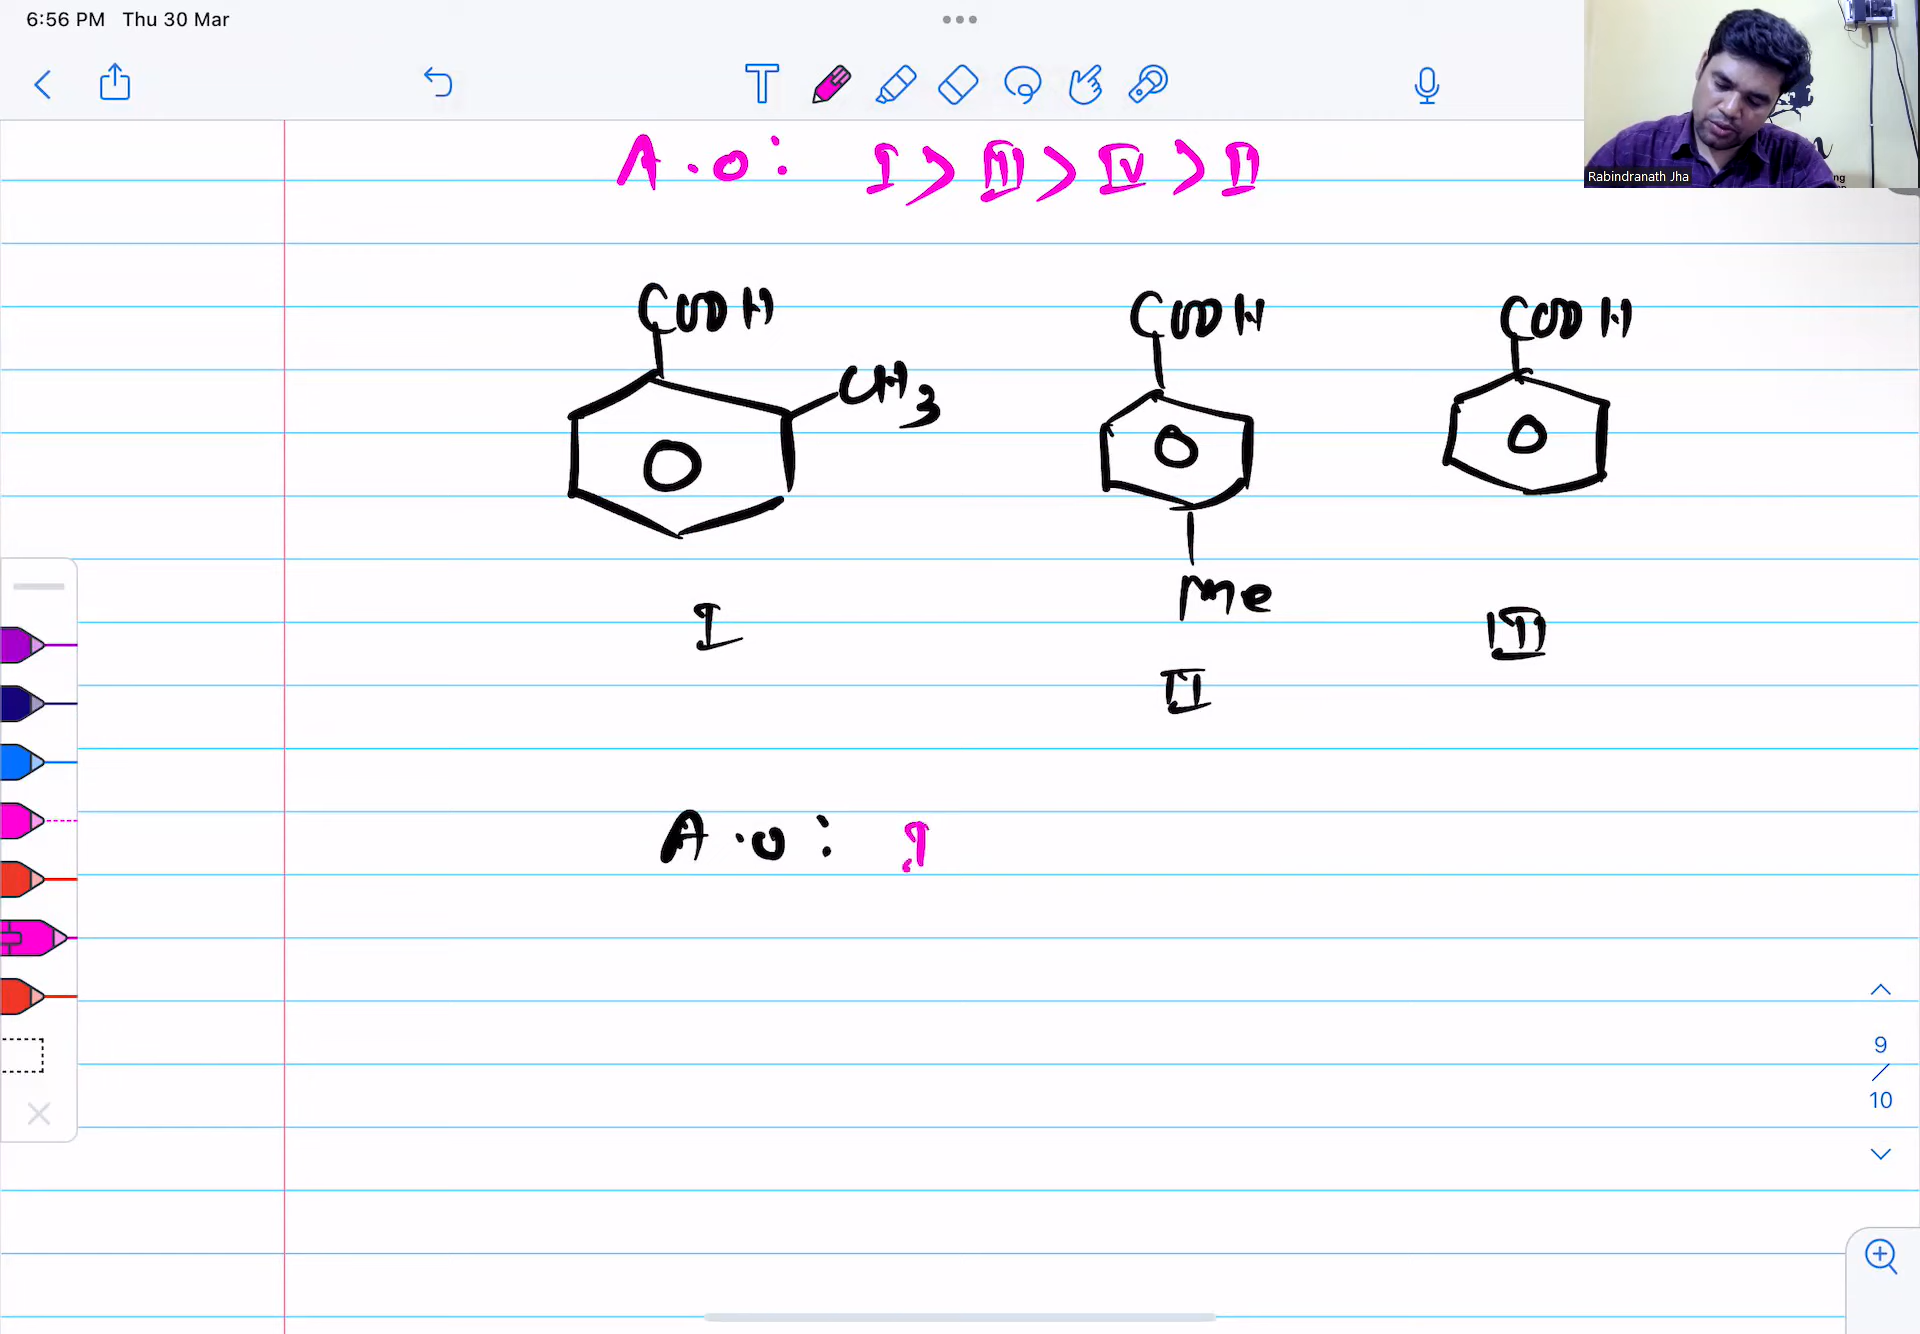 6:56 PM Thu 30 Mar
Rabindranath Jha
A.O: I > III > IV > II
COOH COOH COOH
CH3
Me
I
III
II
A.O: I
9
10